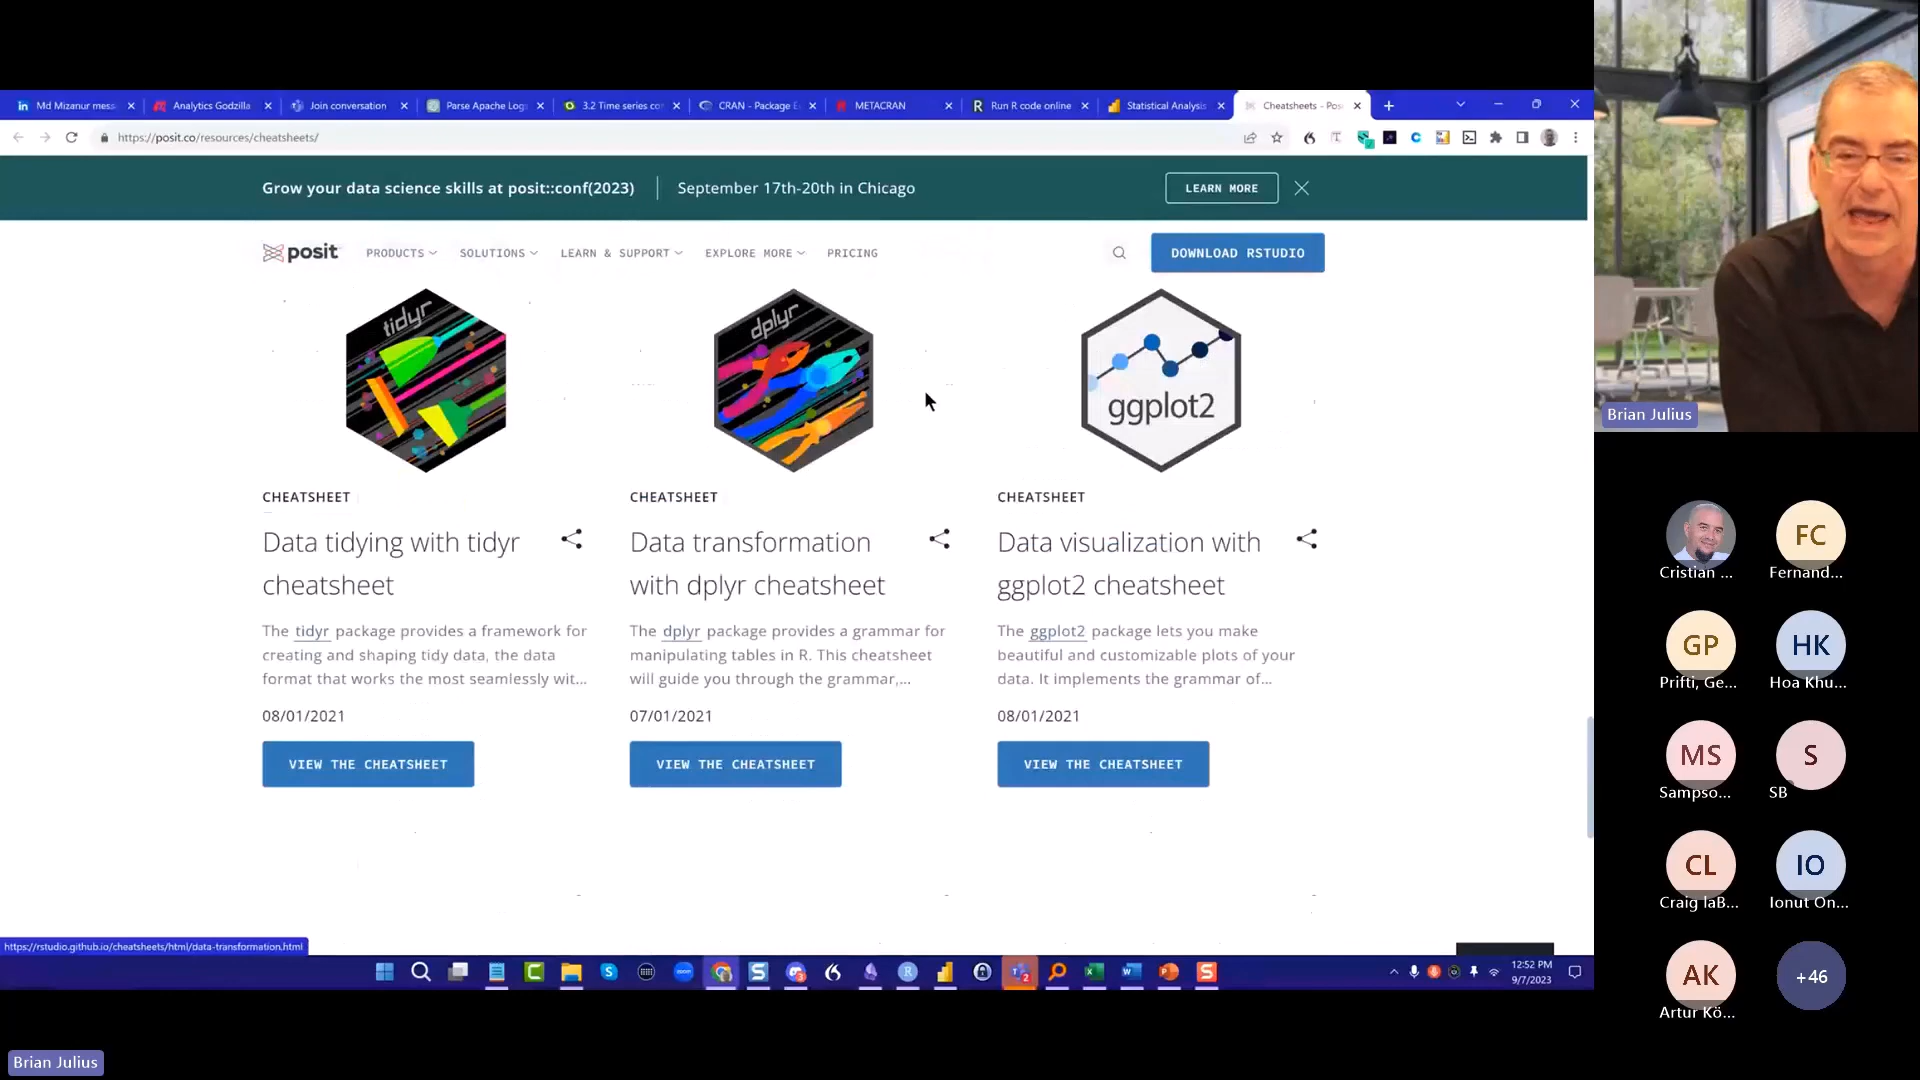 Md Mizanur mess
Analytics Godzilla
Join conversation
Parse Apache Log
3.2 Time series co
CRAN - Package E
METACRAN
Run R code online
Statistical Analysis
Cheatsheets - Pos
https://posit.co/resources/cheatsheets/
Grow your data science skills at posit::conf(2023)
September 17th-20th in Chicago
LEARN MORE
posit
PRODUCTS
SOLUTIONS
LEARN & SUPPORT
EXPLORE MORE
PRICING
DOWNLOAD RSTUDIO
tidyr
dplyr
ggplot2
CHEATSHEET
Data tidying with tidyr
cheatsheet
The tidyr package provides a framework for
creating and shaping tidy data, the data
format that works the most seamlessly wit...
08/01/2021
VIEW THE CHEATSHEET
CHEATSHEET
Data transformation
with dplyr cheatsheet
The dplyr package provides a grammar for
manipulating tables in R. This cheatsheet
will guide you through the grammar,...
07/01/2021
VIEW THE CHEATSHEET
CHEATSHEET
Data visualization with
ggplot2 cheatsheet
The ggplot2 package lets you make
beautiful and customizable plots of your
data. It implements the grammar of...
08/01/2021
VIEW THE CHEATSHEET
https://rstudio.github.io/cheatsheets/html/data-transformation.html
12:52 PM
9/7/2023
Brian Julius
Brian Julius
Cristian ...
FC
Fernand...
GP
Prifti, Ge...
HK
Hoa Khu...
MS
Sampso...
S
SB
CL
Craig laB...
IO
Ionut On...
AK
Artur Kö...
+46